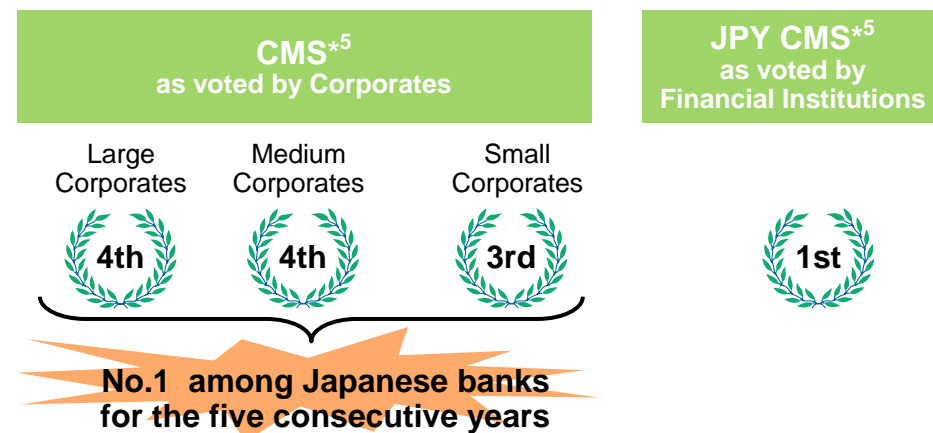 CMS*5
as voted by Corporates
JPY CMS*5
as voted by
Financial Institutions
Large
Corporates
Medium
Corporates
Small
Corporates
4th
4th
3rd
1st
No.1 among Japanese banks
for the five consecutive years